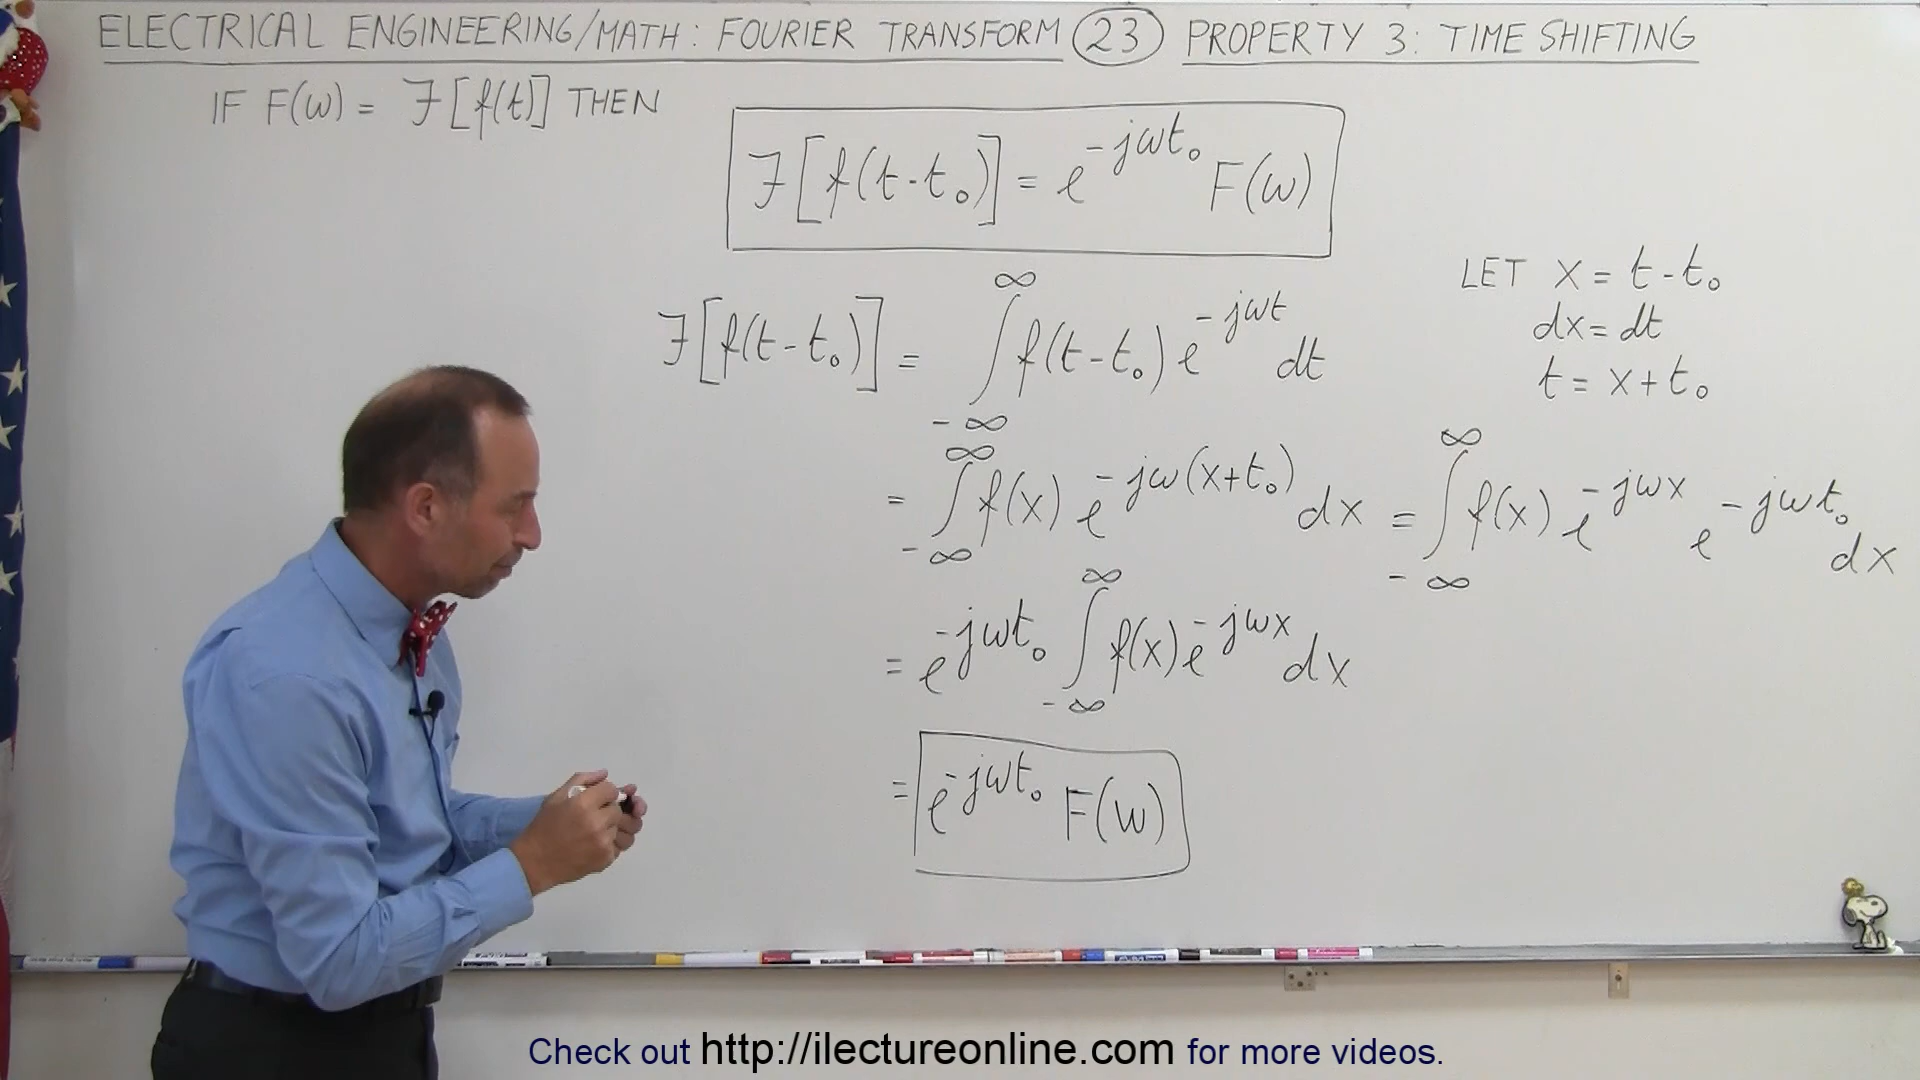 ELECTRICAL ENGINEERING/MATH: FOURIER TRANSFORM 23 PROPERTY 3: TIME SHIFTING
IF F(ω) = ℱ[f(t)] THEN
ℱ[f(t-t₀)] = e^{-jωt₀} F(ω)
LET x = t-t₀
dx = dt
t = x+t₀
ℱ[f(t-t₀)] = ∫_{-∞}^{∞} f(t-t₀) e^{-jωt} dt
= ∫_{-∞}^{∞} f(x) e^{-jω(x+t₀)} dx = ∫_{-∞}^{∞} f(x) e^{-jωx} e^{-jωt₀} dx
= e^{-jωt₀} ∫_{-∞}^{∞} f(x) e^{-jωx} dx
= e^{-jωt₀} F(ω)
Check out http://ilectureonline.com for more videos.